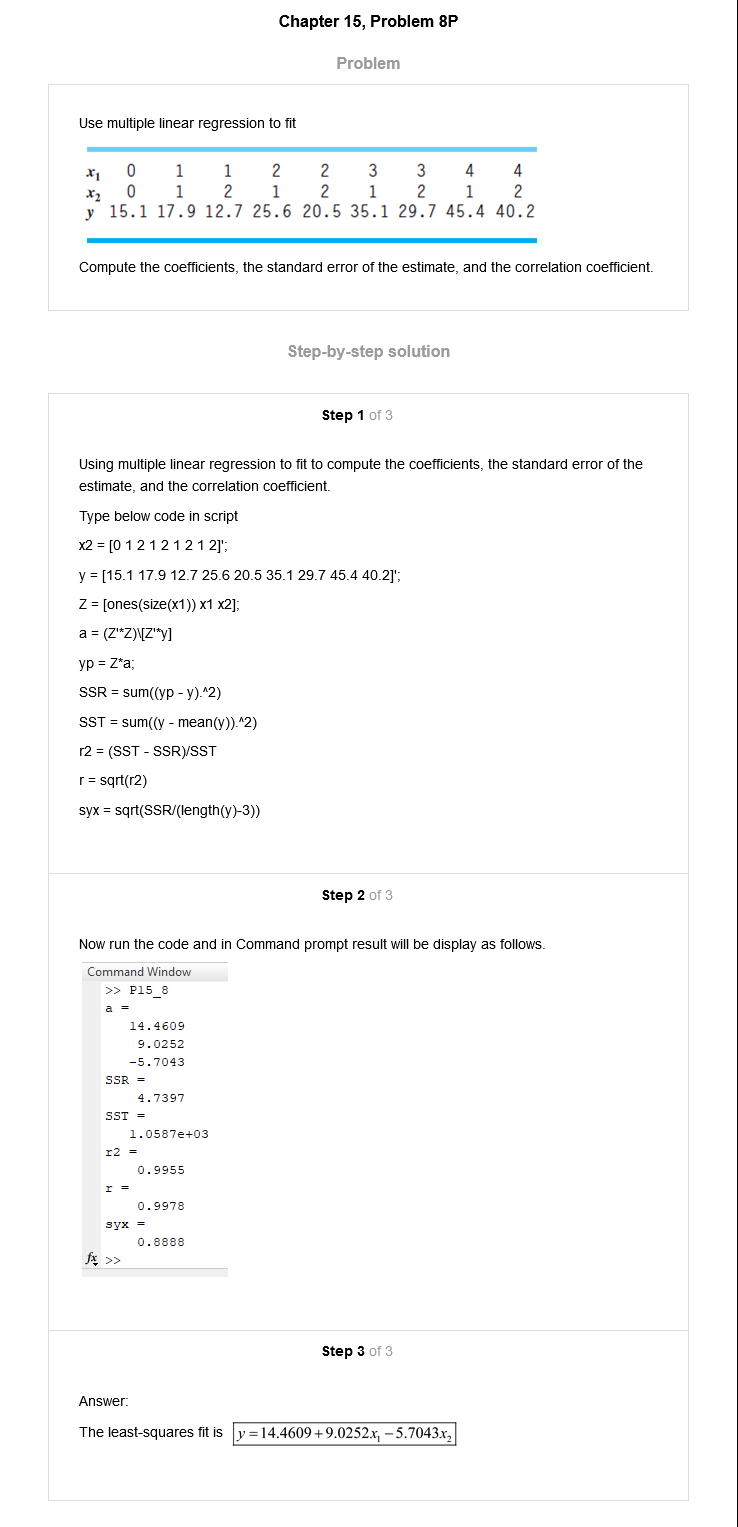 Chapter 15, Problem 8P
Problem
Use multiple linear regression to fit
x1 0 1 1 2 2 3 3 4 4
x2 0 1 2 1 2 1 2 1 2
y 15.1 17.9 12.7 25.6 20.5 35.1 29.7 45.4 40.2
Compute the coefficients, the standard error of the estimate, and the correlation coefficient.
Step-by-step solution
Step 1 of 3
Using multiple linear regression to fit to compute the coefficients, the standard error of the
estimate, and the correlation coefficient.
Type below code in script
x2 = [0 1 2 1 2 1 2 1 2]';
y = [15.1 17.9 12.7 25.6 20.5 35.1 29.7 45.4 40.2]';
Z = [ones(size(x1)) x1 x2];
a = (Z'*Z)\[Z'*y]
yp = Z*a;
SSR = sum((yp - y).^2)
SST = sum((y - mean(y)).^2)
r2 = (SST - SSR)/SST
r = sqrt(r2)
syx = sqrt(SSR/(length(y)-3))
Step 2 of 3
Now run the code and in Command prompt result will be display as follows.
Command Window
>> P15_8
a =
14.4609
9.0252
-5.7043
SSR =
4.7397
SST =
1.0587e+03
r2 =
0.9955
r =
0.9978
syx =
0.8888
fx >>
Step 3 of 3
Answer:
The least-squares fit is y = 14.4609 + 9.0252x1 − 5.7043x2